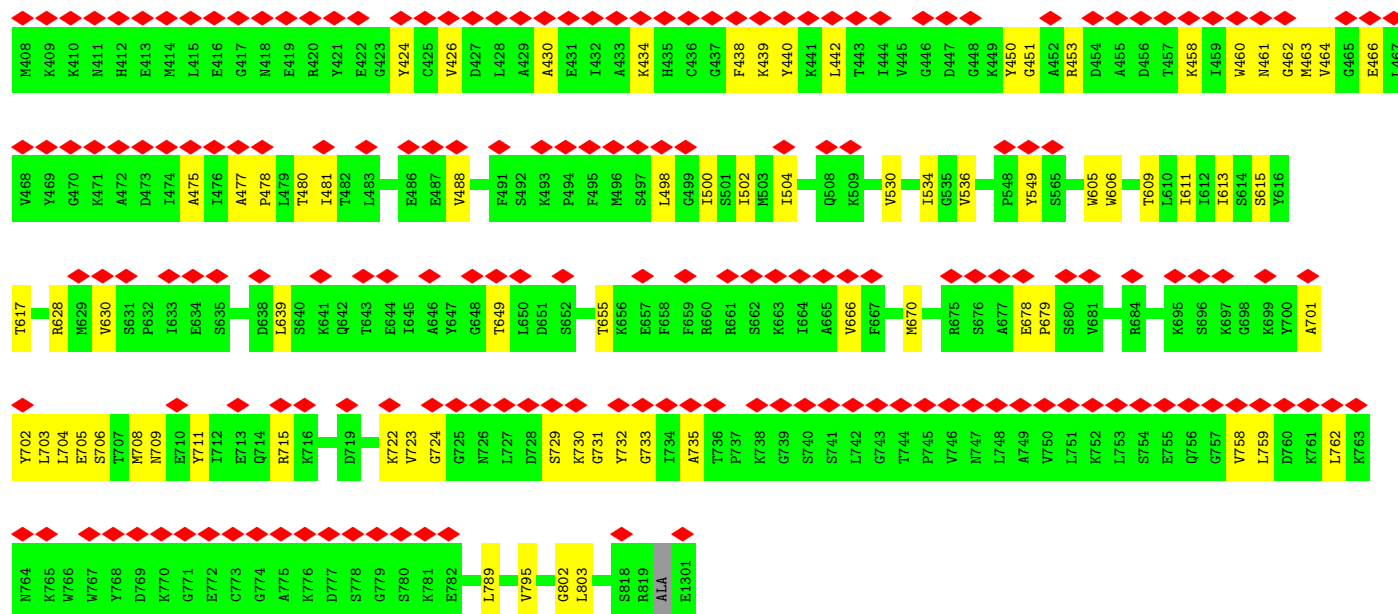 M408 K409 K410 N411 H412 E413 M414 L415 E416 G417 N418 E419 R420 Y421 E422 G423 Y424 C425 V426 D427 L428 A429 A430 E431 I432 A433 K434 H435 C436 G437 F438 K439 Y440 K441 L442 T443 I444 V445 G446 D447 G448 K449 Y450 G451 A452 R453 D454 A455 D456 T457 K458 I459 W460 N461 G462 M463 V464 G465 E466 L467
V468 Y469 G470 K471 A472 D473 I474 A475 I476 A477 P478 L479 T480 I481 T482 L483 E486 E487 V488 F491 S492 K493 P494 F495 M496 S497 L498 G499 I500 S501 I502 M503 I504 Q508 K509 V530 I534 G535 V536 P548 Y549 S565 W605 W606 T609 L610 I611 I612 I613 S614 S615 Y616
T617 R628 M629 V630 S631 P632 I633 E634 S635 D638 L639 S640 K641 Q642 T643 E644 I645 A646 Y647 G648 T649 L650 D651 S652 T655 K656 E657 F658 F659 R660 R661 S662 K663 I664 A665 V666 F667 M670 R675 S676 A677 E678 P679 S680 V681 R684 K695 S696 K697 G698 K699 Y700 A701
Y702 L703 L704 E705 S706 T707 M708 N709 E710 Y711 I712 E713 Q714 R715 K716 D719 K722 V723 G724 G725 N726 L727 D728 S729 K730 G731 Y732 G733 I734 A735 T736 P737 K738 G739 S740 S741 L742 G743 T744 P745 V746 N747 L748 A749 V750 L751 K752 L753 S754 E755 Q756 G757 V758 L759 D760 K761 L762 K763
N764 K765 W766 W767 Y768 D769 K770 G771 E772 C773 G774 A775 K776 D777 S778 G779 S780 K781 E782 L789 V795 G802 L803 S818 R819 ALA E1301